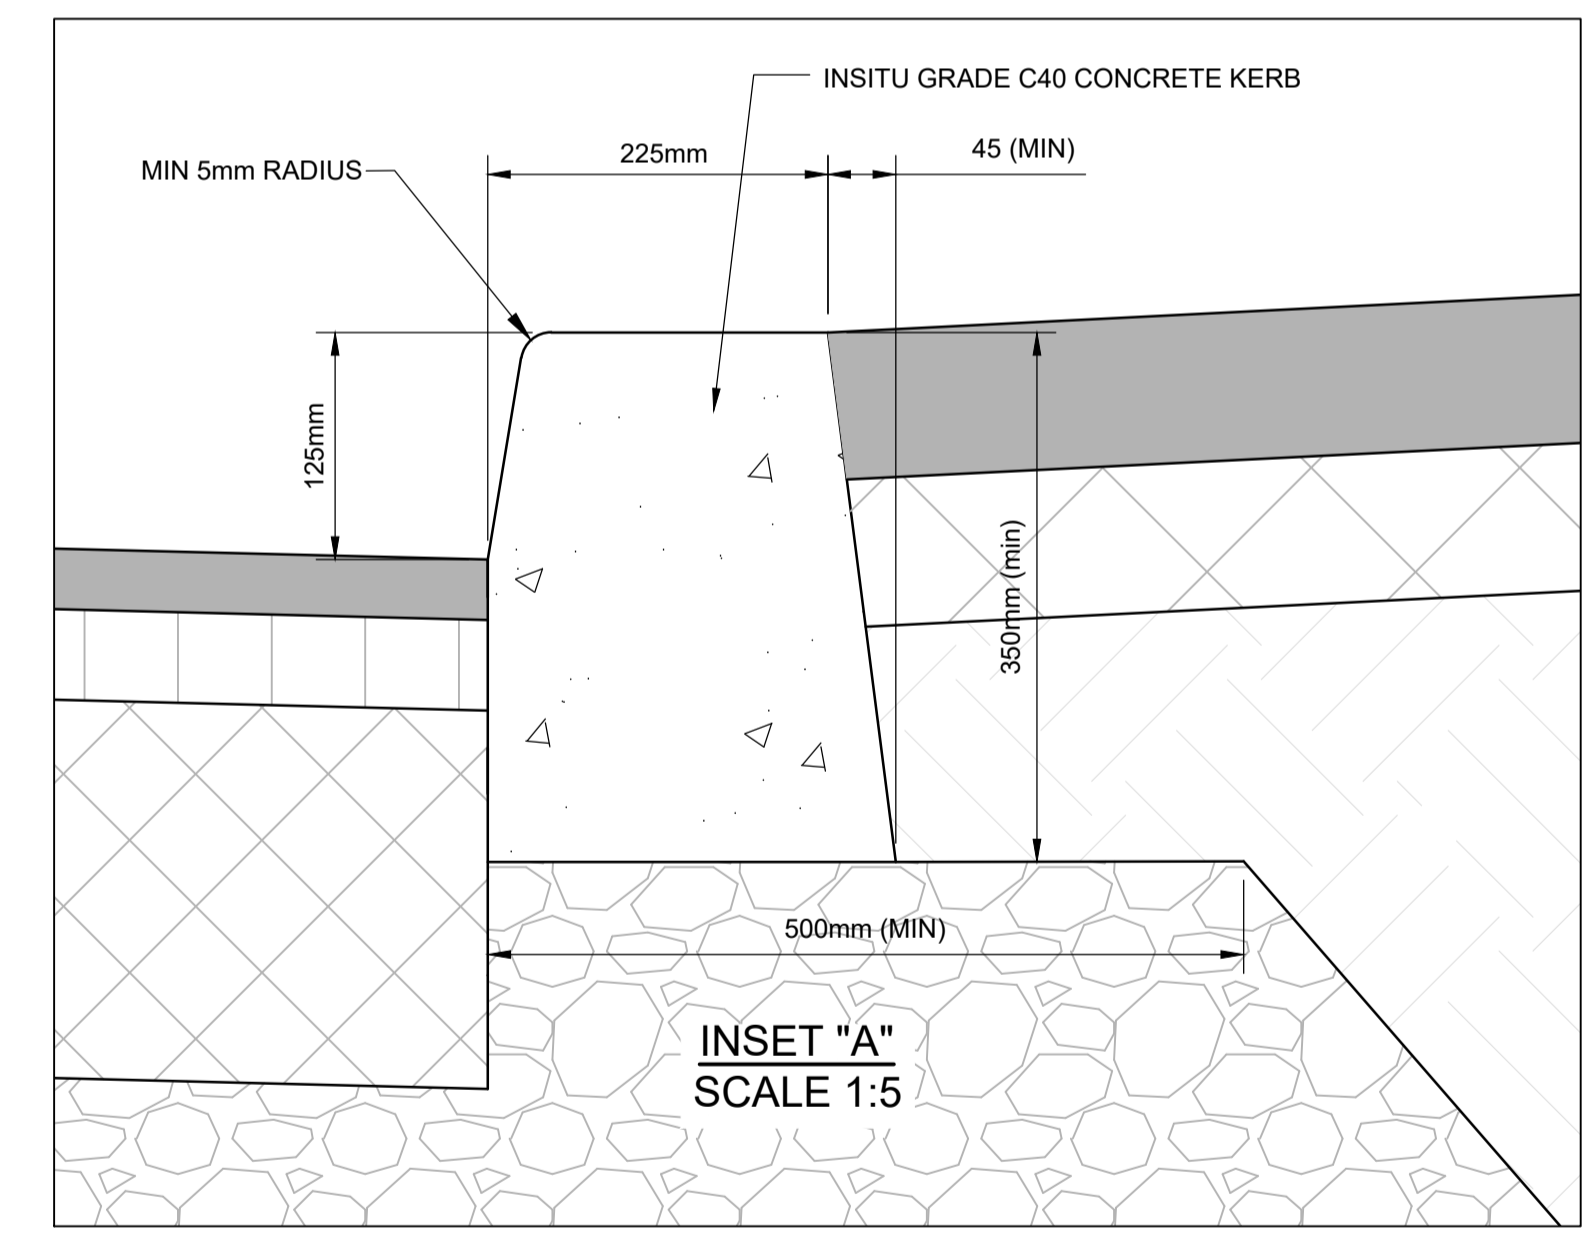 INSITU GRADE C40 CONCRETE KERB
225mm
45 (MIN)
MIN 5mm RADIUS
125mm
350mm (min)
500mm (MIN)
INSET "A"
SCALE 1:5